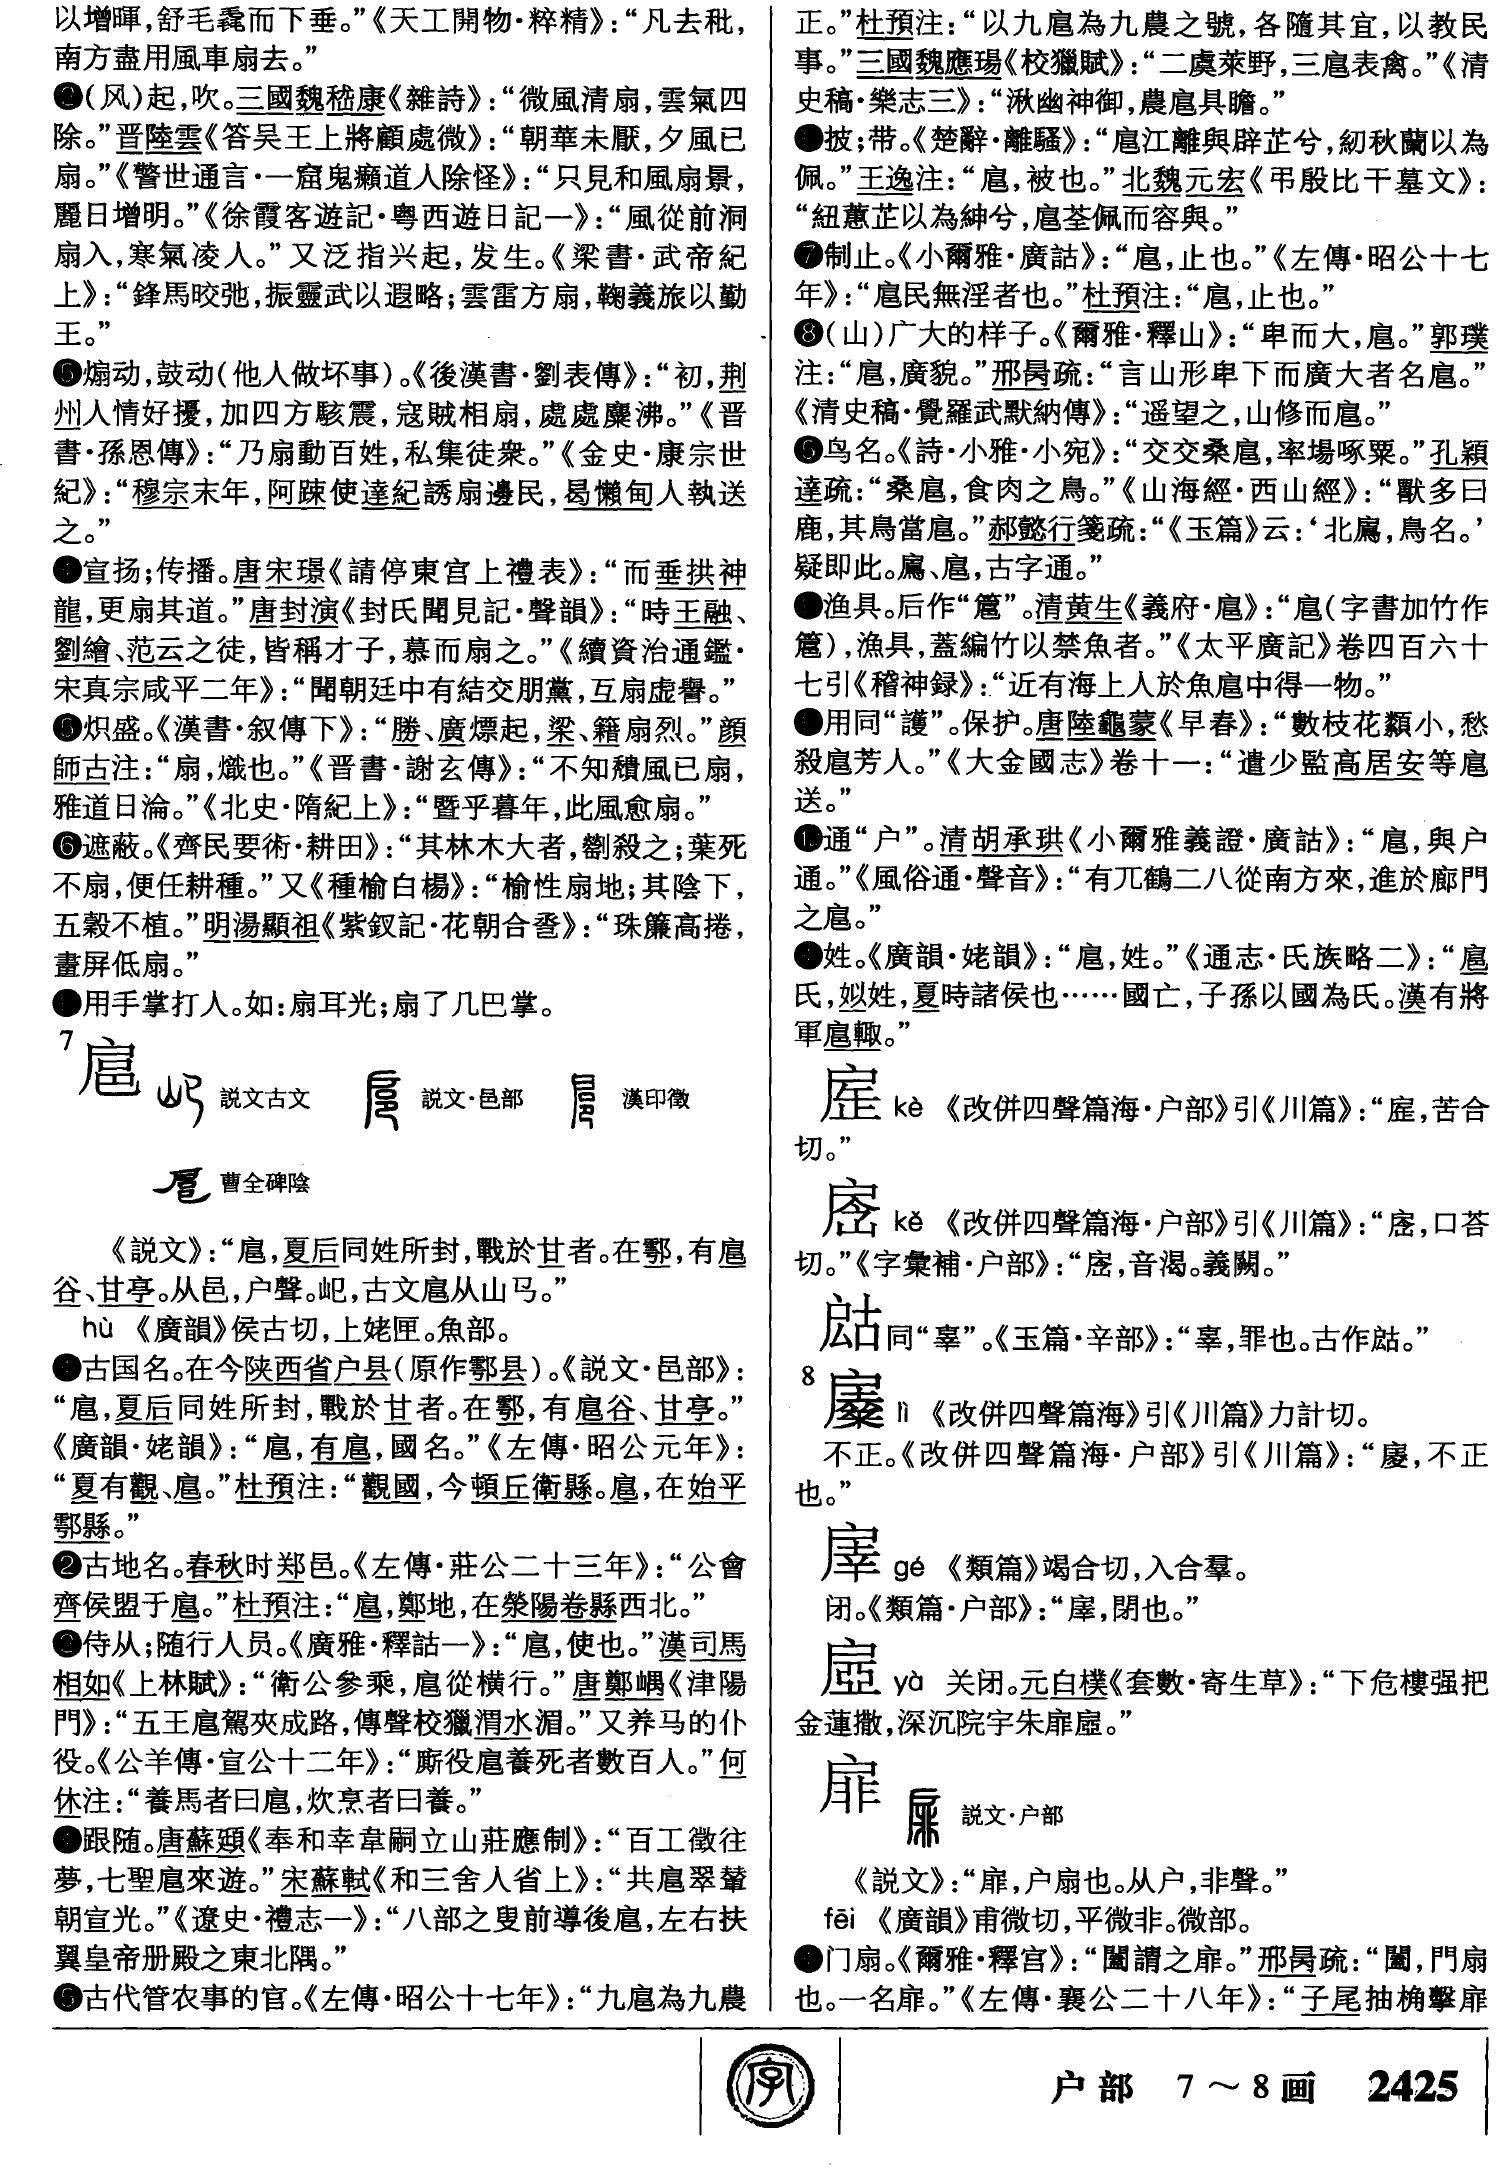 以增暉，舒毛毳而下垂。”《天工開物·粹精》：“凡去秕，
南方盡用風車扇去。”
❷（风）起，吹。三國魏嵇康《雜詩》：“微風清扇，雲氣四
除。”晋陸雲《答吴王上將顧處微》：“朝華未厭，夕風已
扇。”《警世通言·一窟鬼癩道人除怪》：“只見和風扇景，
麗日增明。”《徐霞客遊記·粤西遊日記一》：“風從前洞
扇入，寒氣凌人。”又泛指兴起，发生。《梁書·武帝紀
上》：“鋒馬晈弛，振靈武以遐略；雲雷方扇，鞠義旅以勤
王。”
煽动，鼓动（他人做坏事）。《後漢書·劉表傳》：“初，荆
州人情好擾，加四方駭震，寇賊相扇，處處麋沸。”《晋
書·孫恩傳》：“乃扇動百姓，私集徒衆。”《金史·康宗世
紀》：“穆宗末年，阿踈使達紀誘扇邊民，曷懶甸人執送
之。”
宣扬；传播。唐宋璟《請停東宫上禮表》：“而垂拱神
龍，更扇其道。”唐封演《封氏聞見記·聲韻》：“時王融、
劉繪、范云之徒，皆稱才子，慕而扇之。”《續資治通鑑·
宋真宗咸平二年》：“聞朝廷中有結交朋黨，互扇虚譽。”
炽盛。《漢書·叙傳下》：“勝、廣熛起，梁、籍扇烈。”顔
師古注：“扇，熾也。”《晋書·謝玄傳》：“不知穨風已扇，
雅道日淪。”《北史·隋紀上》：“暨乎暮年，此風愈扇。”
❻遮蔽。《齊民要術·耕田》：“其林木大者，劉殺之；葉死
不扇，便任耕種。”又《種榆白楊》：“榆性扇地；其陰下，
五穀不植。”明湯顯祖《紫釵記·花朝合巹》：“珠簾高捲，
畫屏低扇。”
用手掌打人。如：扇耳光；扇了几巴掌。
7
扈 説文古文 説文·邑部 漢印徵
曹全碑陰
《説文》：“扈，夏后同姓所封，戰於甘者。在鄠，有扈
谷、甘亭。从邑，户聲。𡵆，古文扈从山𢎘。”
hù 《廣韻》侯古切，上姥匣。魚部。
古国名。在今陕西省户县（原作鄠县）。《説文·邑部》：
“扈，夏后同姓所封，戰於甘者。在鄠，有扈谷、甘亭。”
《廣韻·姥韻》：“扈，有扈，國名。”《左傳·昭公元年》：
“夏有觀、扈。”杜預注：“觀國，今頓丘衛縣。扈，在始平
鄠縣。”
❷古地名。春秋时郑邑。《左傳·莊公二十三年》：“公會
齊侯盟于扈。”杜預注：“扈，鄭地，在滎陽卷縣西北。”
侍从；随行人员。《廣雅·釋詁一》：“扈，使也。”漢司馬
相如《上林賦》：“衛公參乘，扈從横行。”唐鄭嵎《津陽
門》：“五王扈駕夾成路，傳聲校獵渭水湄。”又养马的仆
役。《公羊傳·宣公十二年》：“廝役扈養死者數百人。”何
休注：“養馬者曰扈，炊烹者曰養。”
跟随。唐蘇頲《奉和幸韋嗣立山莊應制》：“百工徵往
夢，七聖扈來遊。”宋蘇軾《和三舍人省上》：“共扈翠輦
朝宣光。”《遼史·禮志一》：“八部之叟前導後扈，左右扶
翼皇帝册殿之東北隅。”
古代管农事的官。《左傳·昭公十七年》：“九扈為九農
正。”杜預注：“以九扈為九農之號，各隨其宜，以教民
事。”三國魏應瑒《校獵賦》：“二虞萊野，三扈表禽。”《清
史稿·樂志三》：“湫幽神御，農扈具瞻。”
披；带。《楚辭·離騷》：“扈江離與辟芷兮，紉秋蘭以為
佩。”王逸注：“扈，被也。”北魏元宏《弔殷比干墓文》：
“紐蕙芷以為紳兮，扈荃佩而容與。”
❼制止。《小爾雅·廣詁》：“扈，止也。”《左傳·昭公十七
年》：“扈民無淫者也。”杜預注：“扈，止也。”
❽（山）广大的样子。《爾雅·釋山》：“卑而大，扈。”郭璞
注：“扈，廣貌。”邢昺疏：“言山形卑下而廣大者名扈。”
《清史稿·覺羅武默納傳》：“遥望之，山修而扈。”
鸟名。《詩·小雅·小宛》：“交交桑扈，率場啄粟。”孔穎
達疏：“桑扈，食肉之鳥。”《山海經·西山經》：“獸多曰
鹿，其鳥當扈。”郝懿行箋疏：“《玉篇》云：‘北鳸，鳥名。’
疑即此。鳸、扈，古字通。”
渔具。后作“簄”。清黄生《義府·扈》：“扈（字書加竹作
簄），漁具，蓋編竹以禁魚者。”《太平廣記》卷四百六十
七引《稽神録》：“近有海上人於魚扈中得一物。”
用同“護”。保护。唐陸龜蒙《早春》：“數枝花纇小，愁
殺扈芳人。”《大金國志》卷十一：“遣少監高居安等扈
送。”
通“户”。清胡承珙《小爾雅義證·廣詁》：“扈，與户
通。”《風俗通·聲音》：“有兀鶴二八從南方來，進於廊門
之扈。”
姓。《廣韻·姥韻》：“扈，姓。”《通志·氏族略二》：“扈
氏，姒姓，夏時諸侯也……國亡，子孫以國為氏。漢有將
軍扈輒。”
kè 《改併四聲篇海·户部》引《川篇》：“，苦合
切。”
kě 《改併四聲篇海·户部》引《川篇》：“，口荅
切。”《字彙補·户部》：“，音渴。義闕。”
同“辜”。《玉篇·辛部》：“辜，罪也。古作。”
8
lì 《改併四聲篇海》引《川篇》力計切。
不正。《改併四聲篇海·户部》引《川篇》：“，不正
也。”
gé 《類篇》竭合切，入合羣。
闭。《類篇·户部》：“，閉也。”
yà 关闭。元白樸《套數·寄生草》：“下危樓强把
金蓮撒，深沉院宇朱扉。”
扉 説文·户部
《説文》：“扉，户扇也。从户，非聲。”
fēi 《廣韻》甫微切，平微非。微部。
门扇。《爾雅·釋宫》：“闔謂之扉。”邢昺疏：“闔，門扇
也。一名扉。”《左傳·襄公二十八年》：“子尾抽桷擊扉
字
户部 7～8画 2425